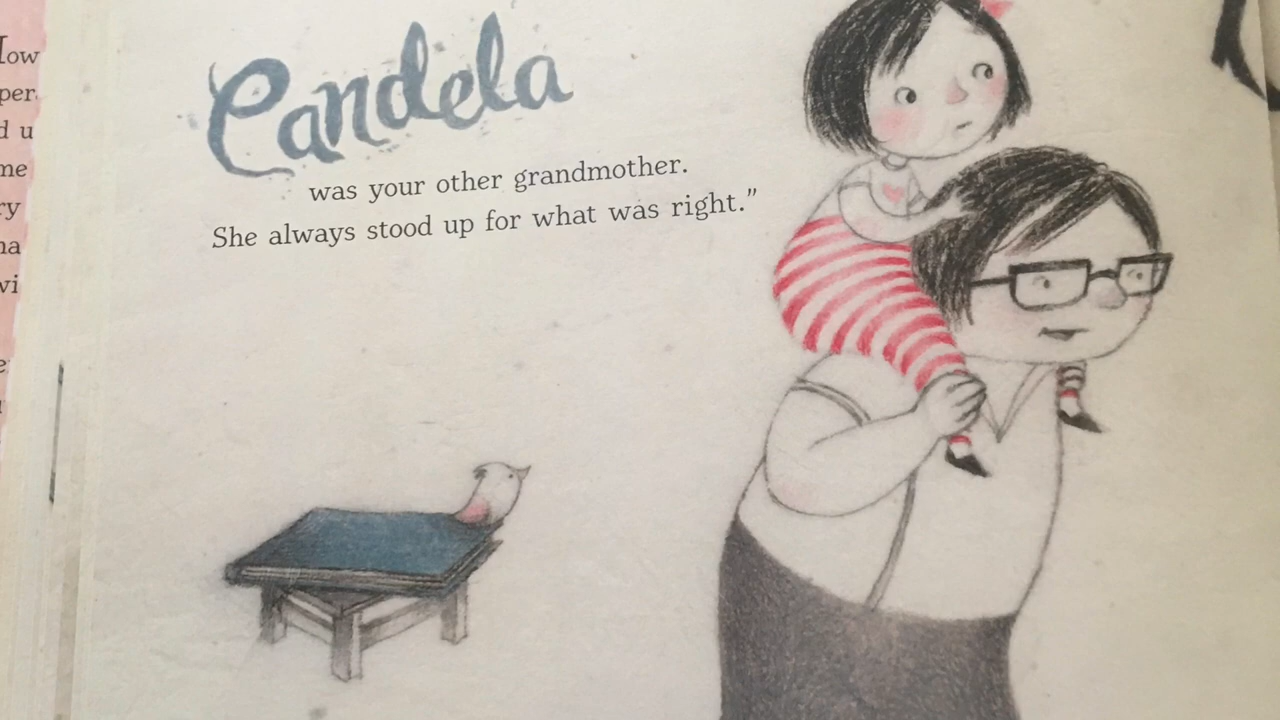 Candela
was your other grandmother.
She always stood up for what was right.”